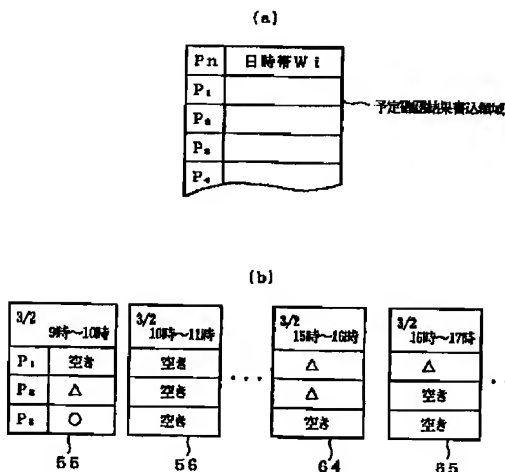 (a)
Pn 日時帯Wi
P₁
P₂
P₃
P₄
予定確認結果書込領域
(b)
3/2 9時～10時
P₁ 空き
P₂ △
P₃ ○
55
3/2 10時～11時
空き
空き
空き
56
...
3/2 15時～16時
△
△
空き
64
3/2 16時～17時
△
空き
空き
65